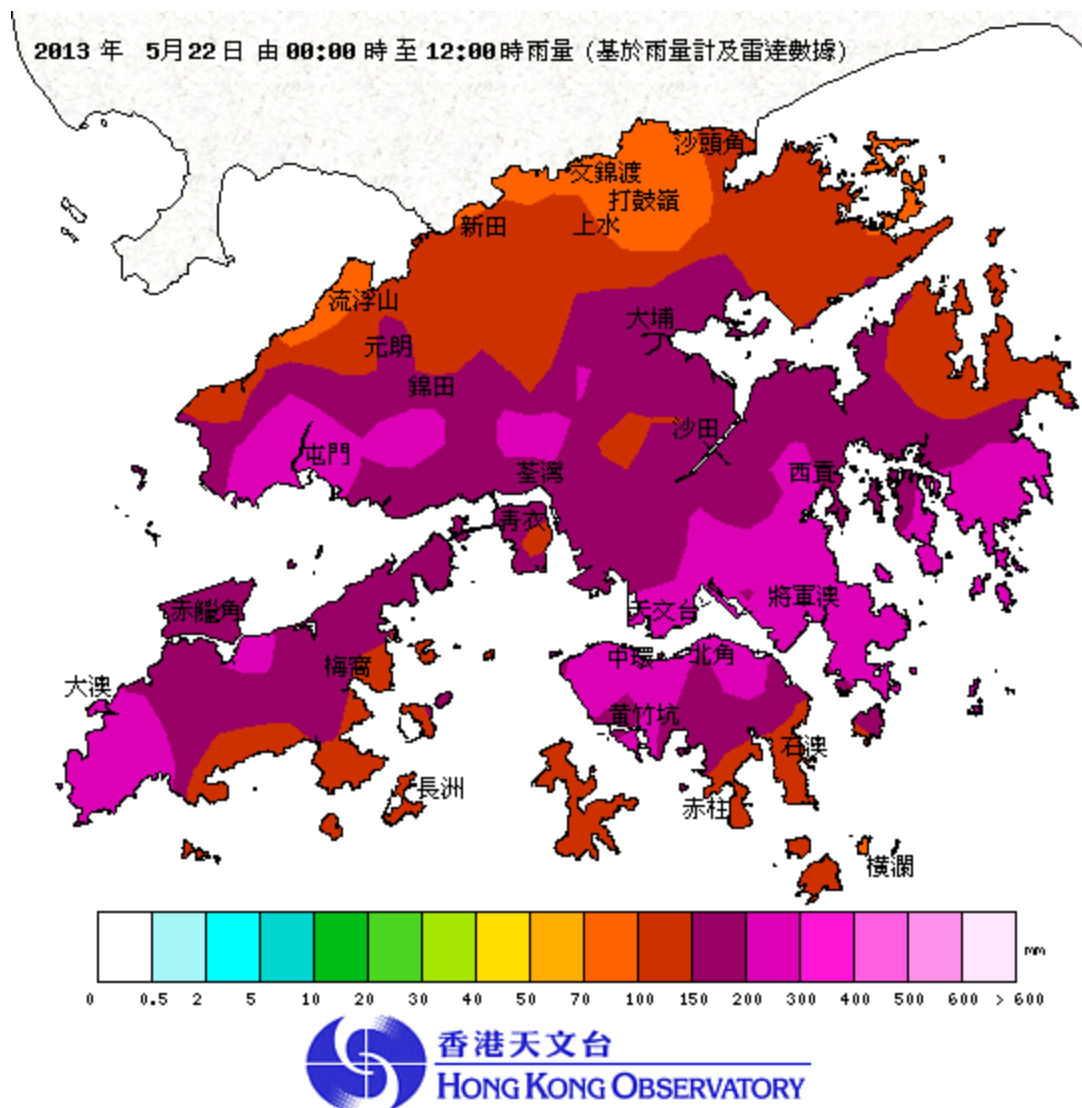 2013 年 5月22日 由 00:00 時 至 12:00時雨量 (基於雨量計及雷達數據)
沙頭角
文錦渡
打鼓嶺
新田
上水
流浮山
大埔
元朗
錦田
沙田
屯門
荃灣
西貢
青衣
赤鱲角
天文台
將軍澳
梅窩
中環
北角
大澳
黃竹坑
石澳
長洲
赤柱
橫瀾
mm
0 0.5 2 5 10 20 30 40 50 70 100 150 200 300 400 500 600 > 600
香港天文台
HONG KONG OBSERVATORY